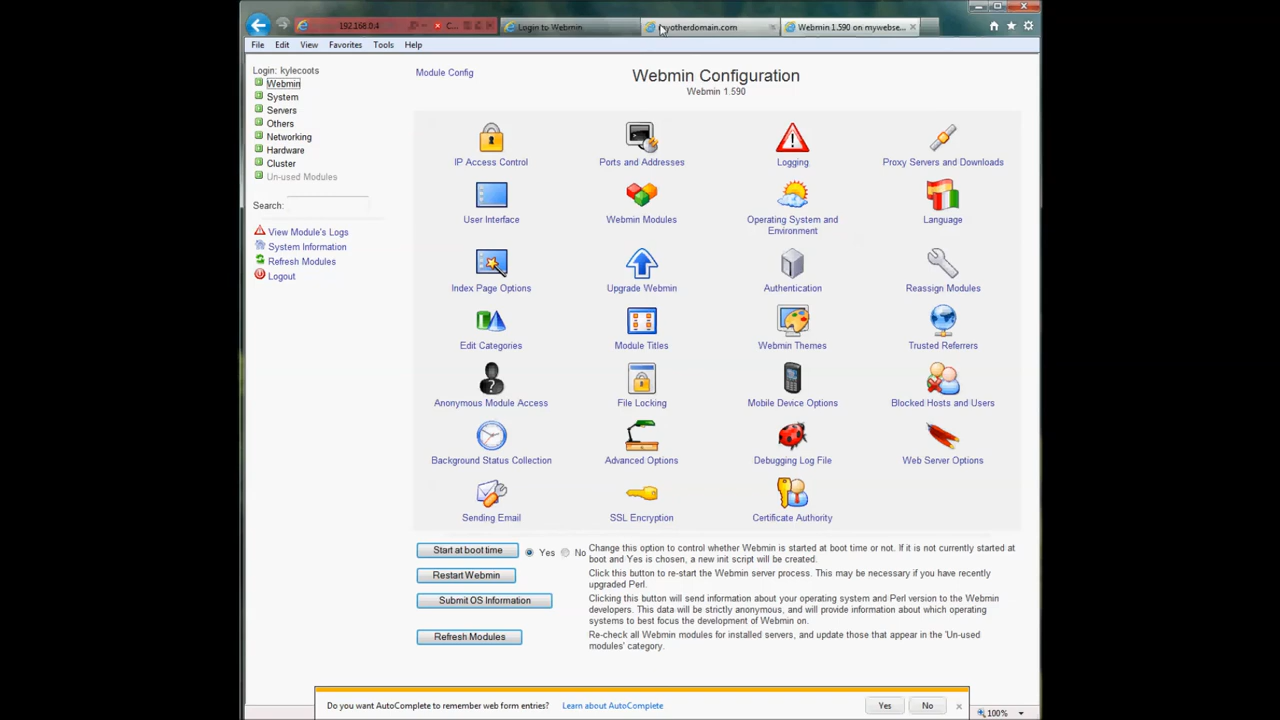 192.168.0.4
Login to Webmin
Webmin 1.590 on mywebse...
File Edit View Favorites Tools Help
Login: kylecoots
Webmin
System
Servers
Others
Networking
Hardware
Cluster
Un-used Modules
Search:
View Module's Logs
System Information
Refresh Modules
Logout
Module Config
Webmin Configuration
Webmin 1.590
IP Access Control
Ports and Addresses
Logging
Proxy Servers and Downloads
User Interface
Webmin Modules
Operating System and
Environment
Language
Index Page Options
Upgrade Webmin
Authentication
Reassign Modules
Edit Categories
Module Titles
Webmin Themes
Trusted Referrers
Anonymous Module Access
File Locking
Mobile Device Options
Blocked Hosts and Users
Background Status Collection
Advanced Options
Debugging Log File
Web Server Options
Sending Email
SSL Encryption
Certificate Authority
Start at boot time Yes No
Change this option to control whether Webmin is started at boot time or not. If it is not currently started at
boot and Yes is chosen, a new init script will be created.
Restart Webmin
Click this button to re-start the Webmin server process. This may be necessary if you have recently
upgraded Perl.
Submit OS Information
Clicking this button will send information about your operating system and Perl version to the Webmin
developers. This data will be strictly anonymous, and will provide information about which operating
systems to best focus the development of Webmin on.
Refresh Modules
Re-check all Webmin modules for installed servers, and update those that appear in the 'Un-used
modules' category.
Do you want AutoComplete to remember web form entries? Learn about AutoComplete Yes No
100%